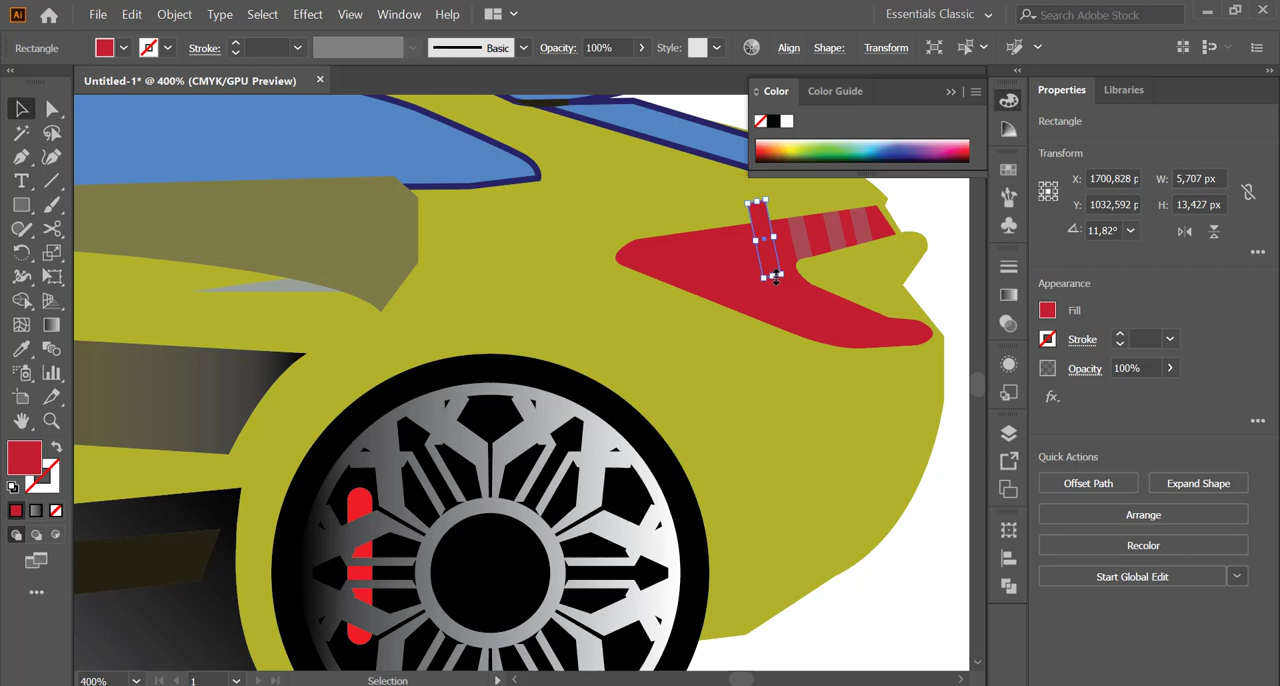 Ai File Edit Object Type Select Effect View Window Help Essentials Classic Search Adobe Stock
Rectangle Stroke: Basic Opacity: 100% Style: Align Shape: Transform
Untitled-1* @ 400% (CMYK/GPU Preview)
Color Color Guide
Properties Libraries
Rectangle
Transform
X: 1700,828 p W: 5,707 px
Y: 1032,592 p H: 13,427 px
11,82°
Appearance
Fill
Stroke
Opacity 100%
fx.
Quick Actions
Offset Path Expand Shape
Arrange
Recolor
Start Global Edit
400% 1 Selection